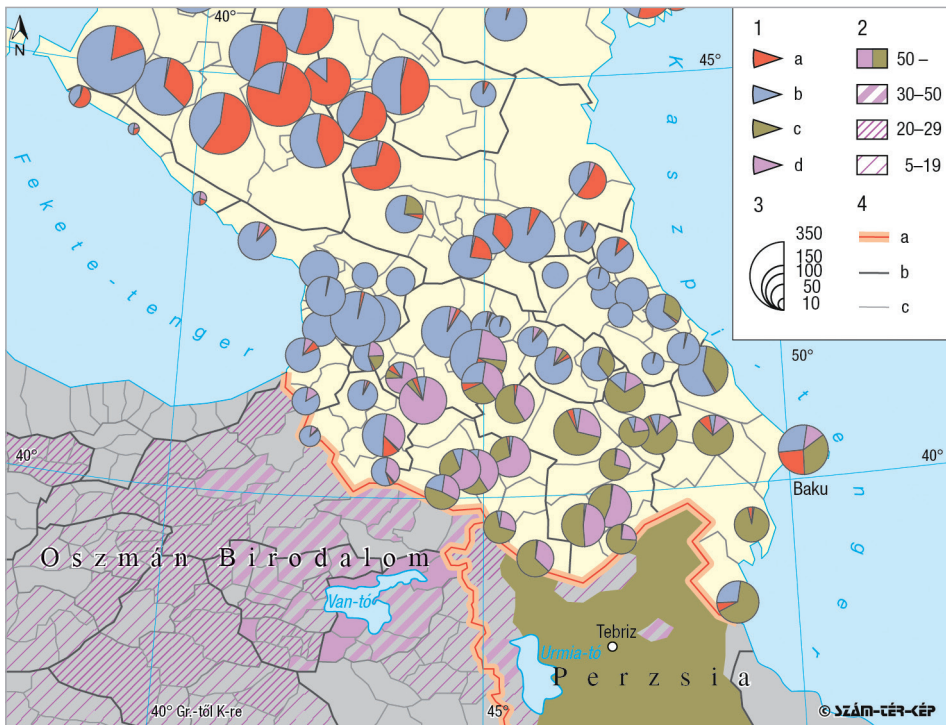 40°
45°
N
Kaszpi-tenger
Fekete-tenger
1
a
b
c
d
2
50 –
30–50
20–29
5–19
3
350
150
100
50
10
4
a
b
c
50°
40°
40°
Baku
Oszmán Birodalom
Van-tó
Tebriz
Urmia-tó
Perzsia
40° Gr.-től K-re
45°
© SZÁM-TÉR-KÉP